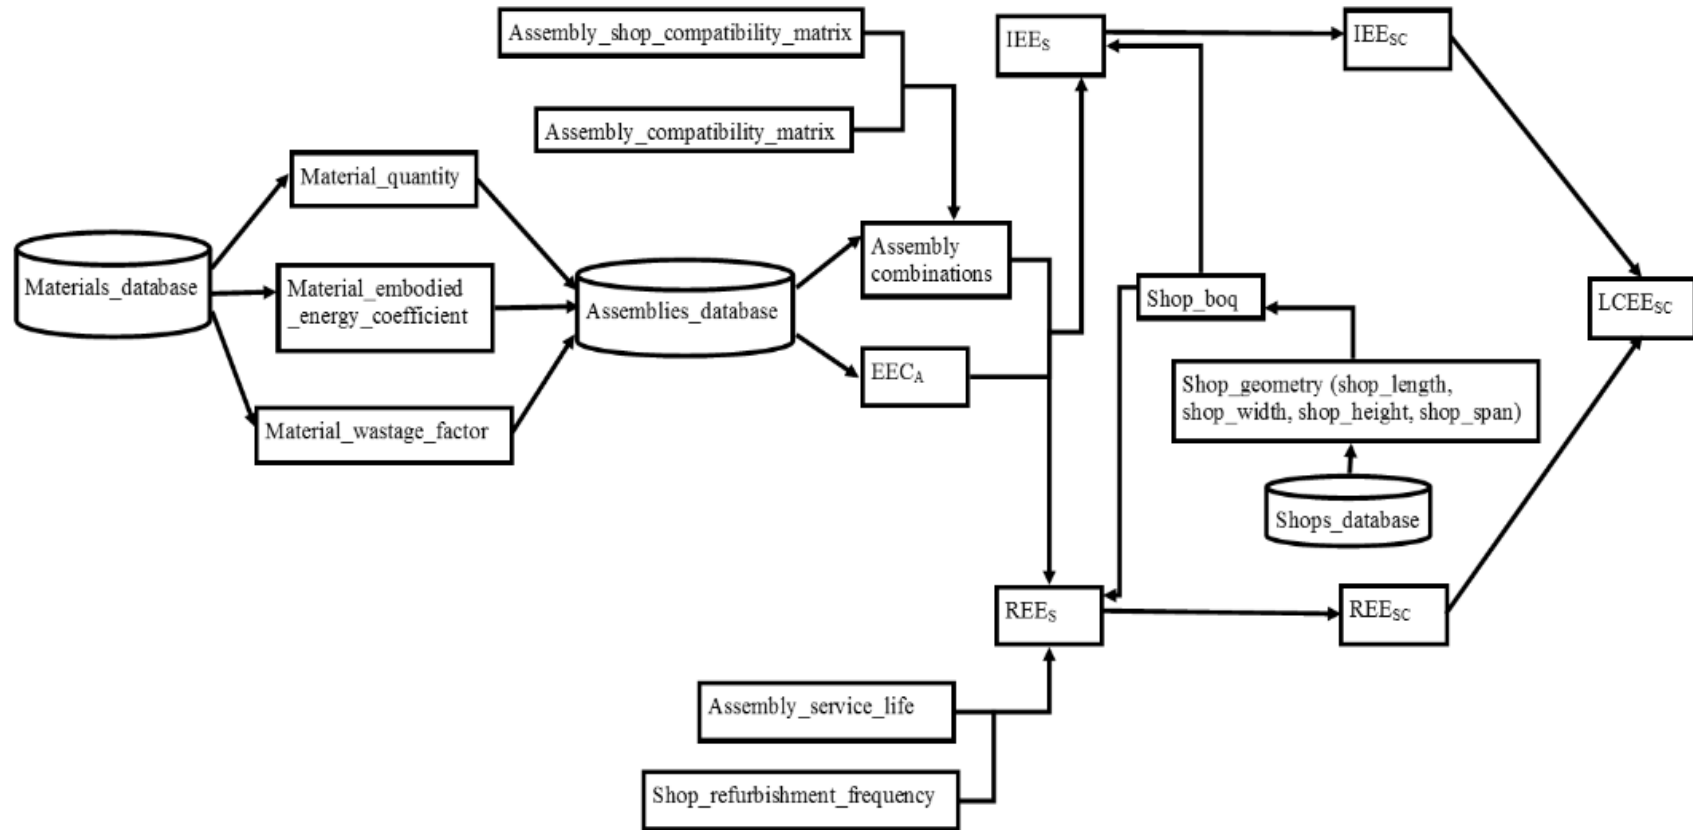 Assembly_shop_compatibility_matrix
IEES
IEESC
Assembly_compatibility_matrix
Material_quantity
Materials_database
Material_embodied
_energy_coefficient
Assemblies_database
Assembly
combinations
Shop_boq
LCEESC
EECA
Shop_geometry (shop_length,
shop_width, shop_height, shop_span)
Material_wastage_factor
Shops_database
REES
REESC
Assembly_service_life
Shop_refurbishment_frequency